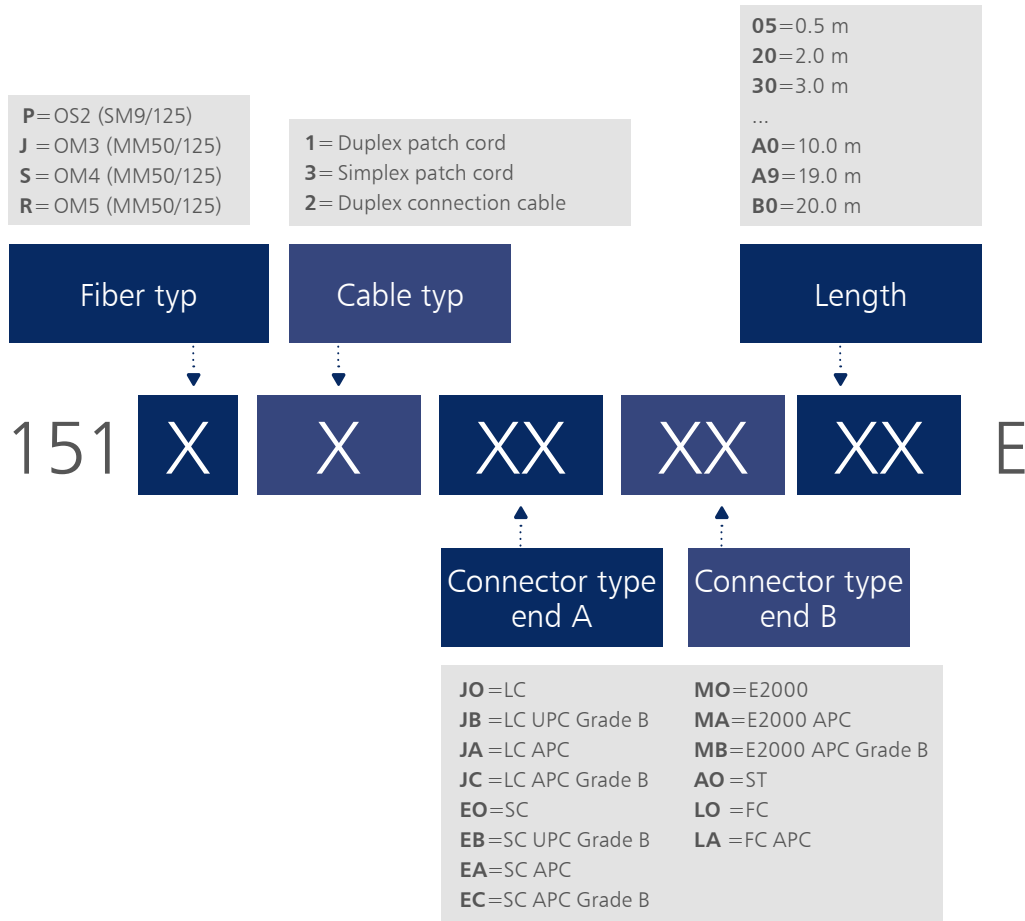 05=0.5 m
20=2.0 m
30=3.0 m
...
A0=10.0 m
A9=19.0 m
B0=20.0 m
P=OS2 (SM9/125)
J =OM3 (MM50/125)
S=OM4 (MM50/125)
R=OM5 (MM50/125)
1= Duplex patch cord
3= Simplex patch cord
2= Duplex connection cable
Fiber typ
Cable typ
Length
151 X X XX XX XX E
Connector type
end A
Connector type
end B
JO=LC
JB =LC UPC Grade B
JA=LC APC
JC =LC APC Grade B
EO=SC
EB=SC UPC Grade B
EA=SC APC
EC=SC APC Grade B
MO=E2000
MA=E2000 APC
MB=E2000 APC Grade B
AO=ST
LO =FC
LA =FC APC